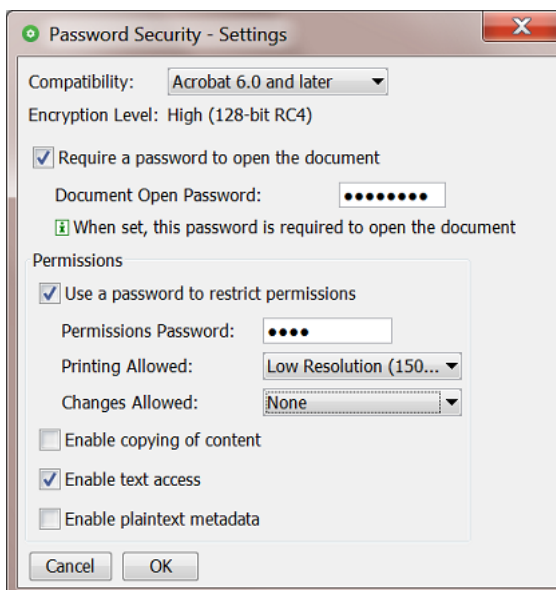 Password Security - Settings
Compatibility: Acrobat 6.0 and later
Encryption Level: High (128-bit RC4)
Require a password to open the document
Document Open Password: ●●●●●●●●
When set, this password is required to open the document
Permissions
Use a password to restrict permissions
Permissions Password: ●●●●
Printing Allowed: Low Resolution (150...
Changes Allowed: None
Enable copying of content
Enable text access
Enable plaintext metadata
Cancel OK